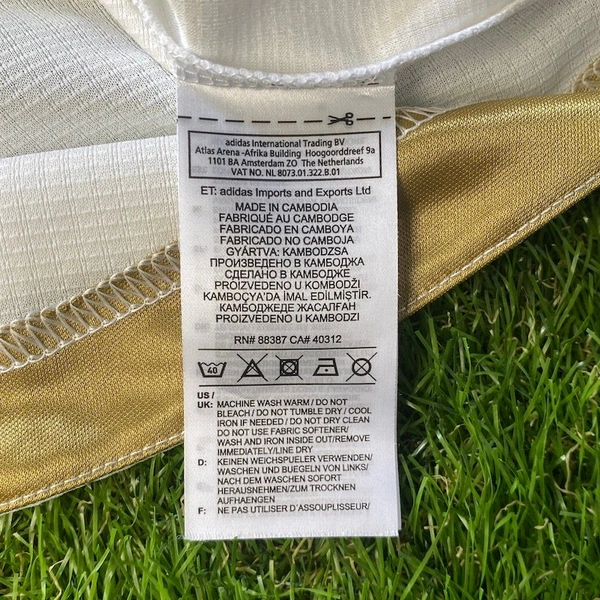 adidas International Trading BV
Atlas Arena -Afrika Building Hoogoorddreef 9a
1101 BA Amsterdam ZO The Netherlands
VAT NO. NL 8073.01.322.B.01
ET: adidas Imports and Exports Ltd
MADE IN CAMBODIA
FABRIQUÉ AU CAMBODGE
FABRICADO EN CAMBOYA
FABRICADO NO CAMBOJA
GYÁRTVA: KAMBODZSA
ПРОИЗВЕДЕНО В КАМБОДЖА
СДЕЛАНО В КАМБОДЖЕ
PROIZVEDENO U KOMBOŽI
KAMBOÇYA'DA İMAL EDİLMİŞTİR.
КАМБОДЖЕДЕ ЖАСАЛҒАН
PROIZVEDENO U KAMBODZI
RN# 88387 CA# 40312
40
US /
UK: MACHINE WASH WARM / DO NOT
BLEACH / DO NOT TUMBLE DRY / COOL
IRON IF NEEDED / DO NOT DRY CLEAN
DO NOT USE FABRIC SOFTENER/
WASH AND IRON INSIDE OUT/REMOVE
IMMEDIATELY/LINE DRY
D: KEINEN WEICHSPUELER VERWENDEN/
WASCHEN UND BUEGELN VON LINKS/
NACH DEM WASCHEN SOFORT
HERAUSNEHMEN/ZUM TROCKNEN
AUFHAENGEN
F: NE PAS UTILISER D'ASSOUPLISSEUR/